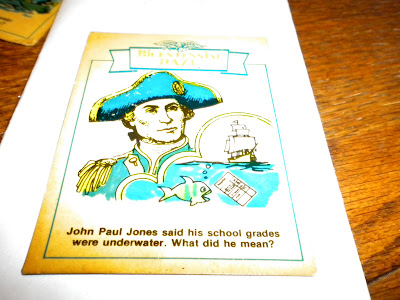 BICENTENNIAL
DAZE
John Paul Jones said his school grades
were underwater. What did he mean?